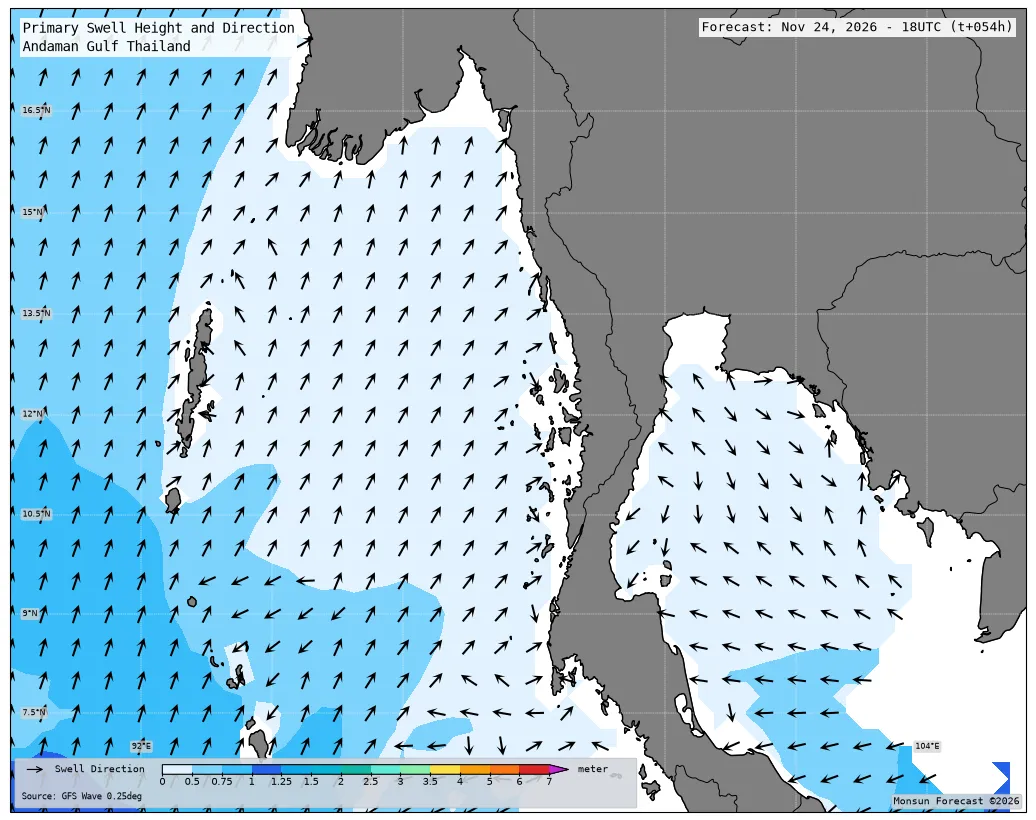 Primary Swell Height and Direction
Andaman Gulf Thailand
Forecast: Nov 24, 2026 - 18UTC (t+054h)
16.5°N
15°N
13.5°N
12°N
10.5°N
9°N
7.5°N
92°E
104°E
Swell Direction
0 0.5 0.75 1 1.25 1.5 2 2.5 3 3.5 4 5 6 7
meter
Source: GFS Wave 0.25deg
Monsun Forecast ©2026